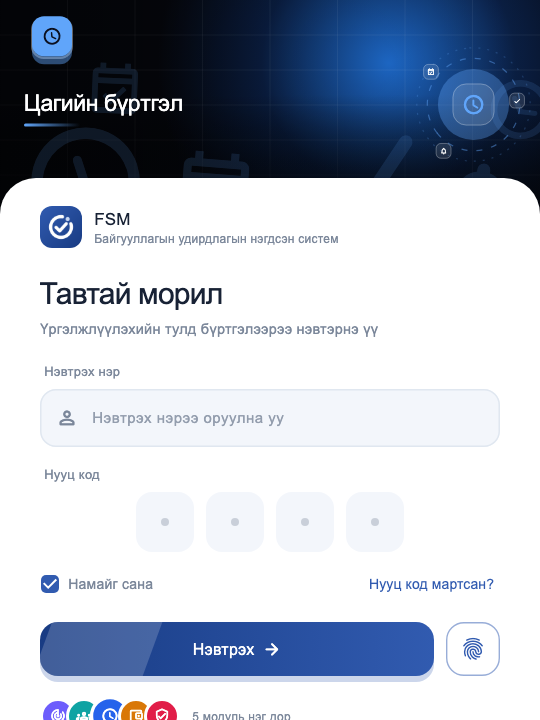 Цагийн бүртгэл
FSM
Байгууллагын удирдлагын нэгдсэн систем
Тавтай морил
Үргэлжлүүлэхийн тулд бүртгэлээрээ нэвтэрнэ үү
Нэвтрэх нэр
Нэвтрэх нэрээ оруулна уу
Нууц код
Намайг сана
Нууц код мартсан?
Нэвтрэх
5 модуль нэг дор